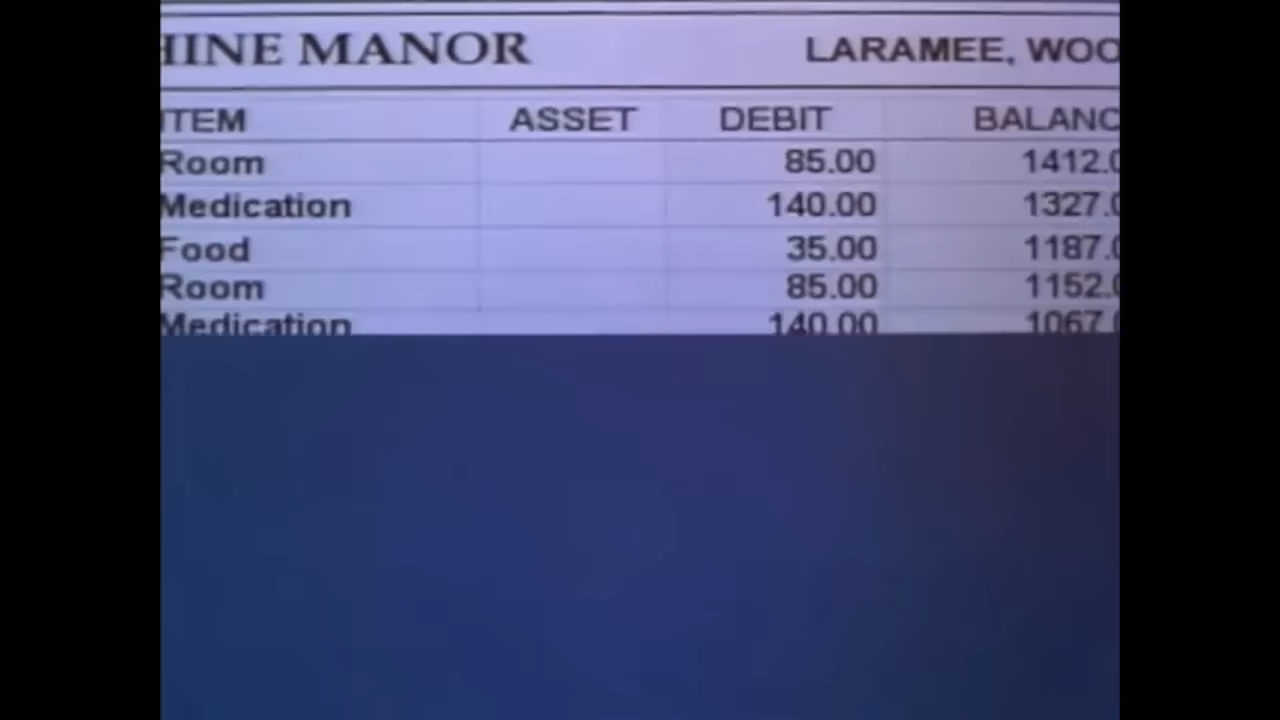 HINE MANOR LARAMEE, WOO
ITEM ASSET DEBIT BALANC
Room 85.00 1412.0
Medication 140.00 1327.0
Food 35.00 1187.0
Room 85.00 1152.0
Medication 140.00 1067.0